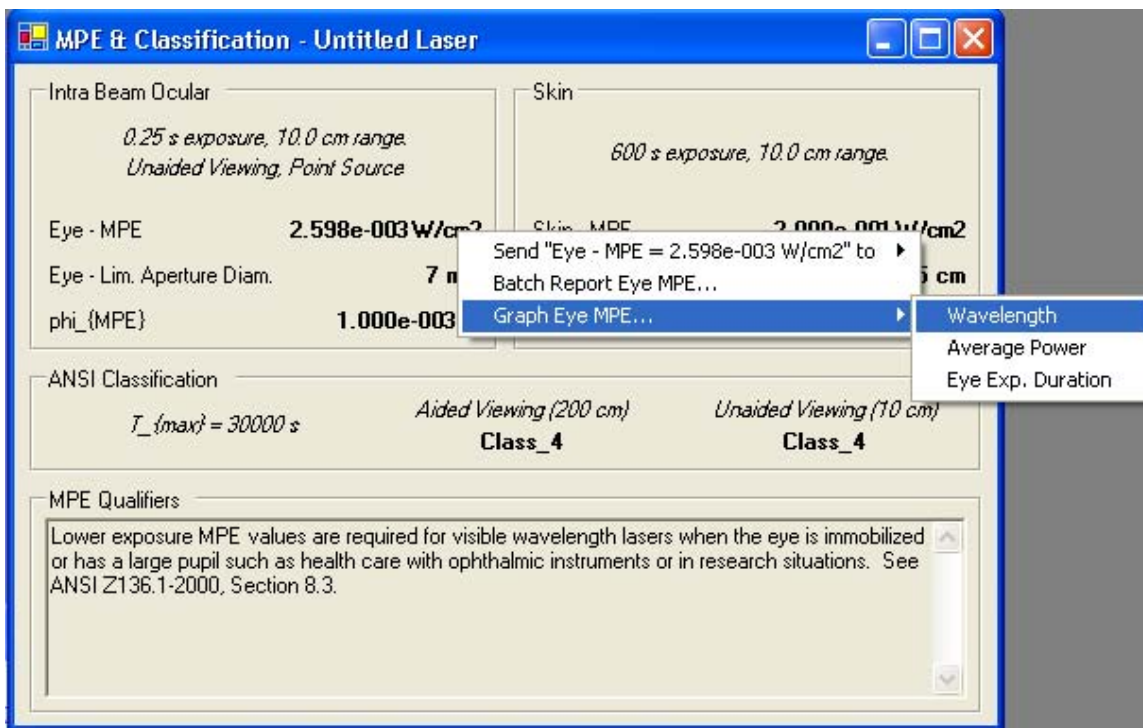 MPE & Classification - Untitled Laser
Intra Beam Ocular
Skin
0.25 s exposure, 10.0 cm range.
Unaided Viewing, Point Source
600 s exposure, 10.0 cm range.
Eye - MPE 2.598e-003 W/cm2
Send "Eye - MPE = 2.598e-003 W/cm2" to
Eye - Lim. Aperture Diam. 7
Batch Report Eye MPE...
cm
phi_{MPE} 1.000e-003
Graph Eye MPE...
Wavelength
Average Power
Eye Exp. Duration
ANSI Classification
T_{max} = 30000 s
Aided Viewing (200 cm)
Class_4
Unaided Viewing (10 cm)
Class_4
MPE Qualifiers
Lower exposure MPE values are required for visible wavelength lasers when the eye is immobilized
or has a large pupil such as health care with ophthalmic instruments or in research situations. See
ANSI Z136.1-2000, Section 8.3.